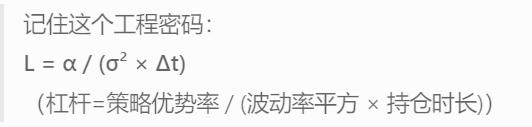 记住这个工程密码：
L = α / (σ² × Δt)
（杠杆=策略优势率 / (波动率平方 × 持仓时长)）